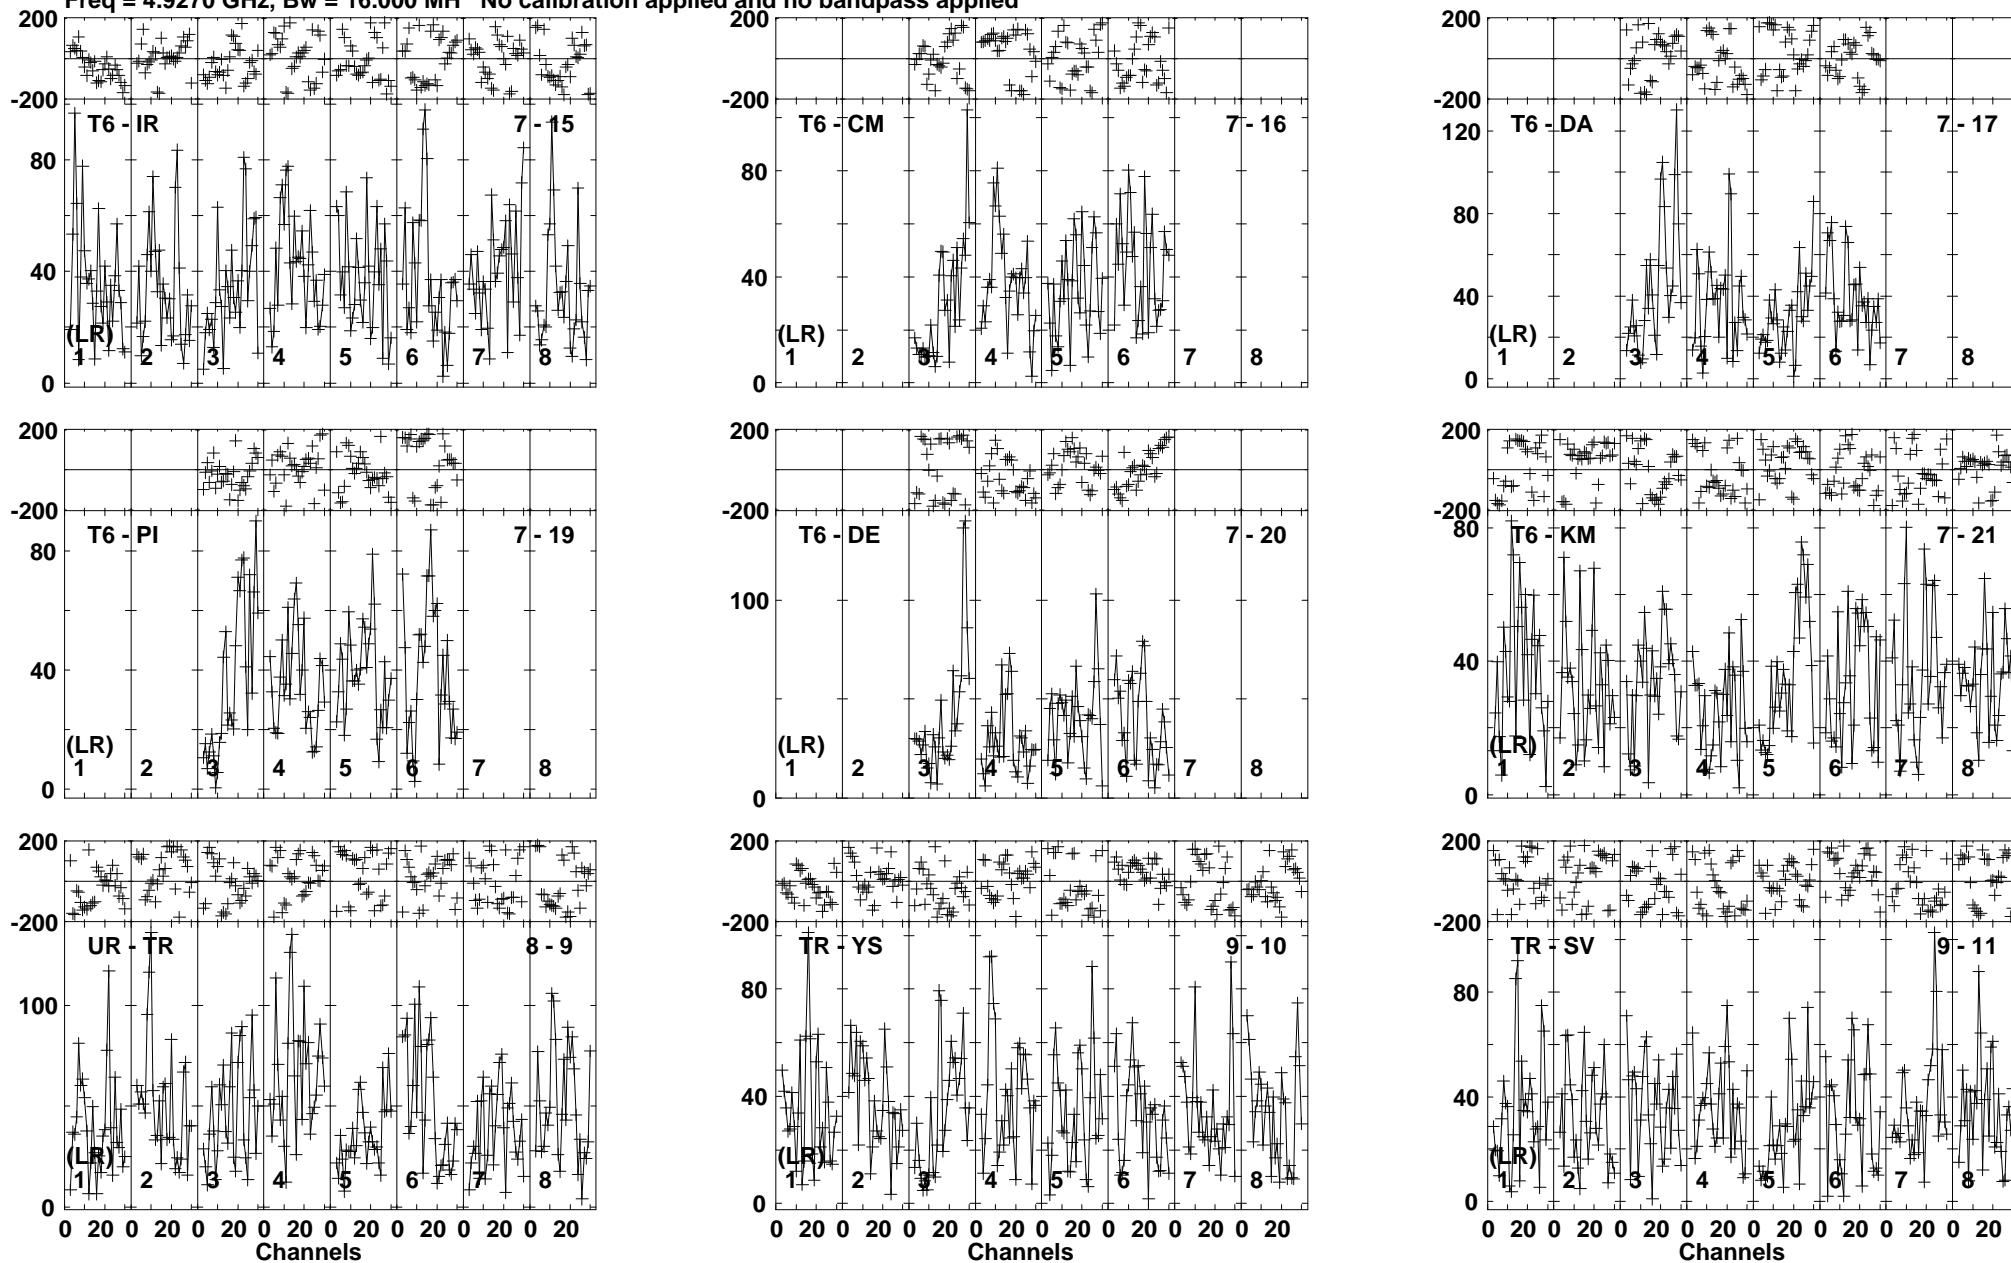 Freq = 4.9270 GHz, Bw = 16.000 MH No calibration applied and no bandpass applied
200 200 200
-200 -200 -200
T6 - IR 7 - 15 T6 - CM 7 - 16 T6 - DA 7 - 17
120
80 80 80
40 40 40
(LR) (LR) (LR)
1 2 3 4 5 6 7 8 1 2 3 4 5 6 7 8 1 2 3 4 5 6 7 8
0 0 0
200 200 200
-200 -200 -200
T6 - PI 7 - 19 T6 - DE 7 - 20 T6 - KM 7 - 21
80 100 80
40 40
(LR) (LR) (LR)
1 2 3 4 5 6 7 8 1 2 3 4 5 6 7 8 1 2 3 4 5 6 7 8
0 0 0
200 200 200
-200 -200 -200
UR - TR 8 - 9 TR - YS 9 - 10 TR - SV 9 - 11
100 80 80
40 40
(LR) (LR) (LR)
1 2 3 4 5 6 7 8 1 2 3 4 5 6 7 8 1 2 3 4 5 6 7 8
0 0 0
0 20 0 20 0 20 0 20 0 20 0 20 0 20 0 20 0 20 0 20 0 20 0 20 0 20 0 20 0 20 0 20 0 20 0 20 0 20 0 20 0 20 0 20 0 20 0 20
Channels Channels Channels